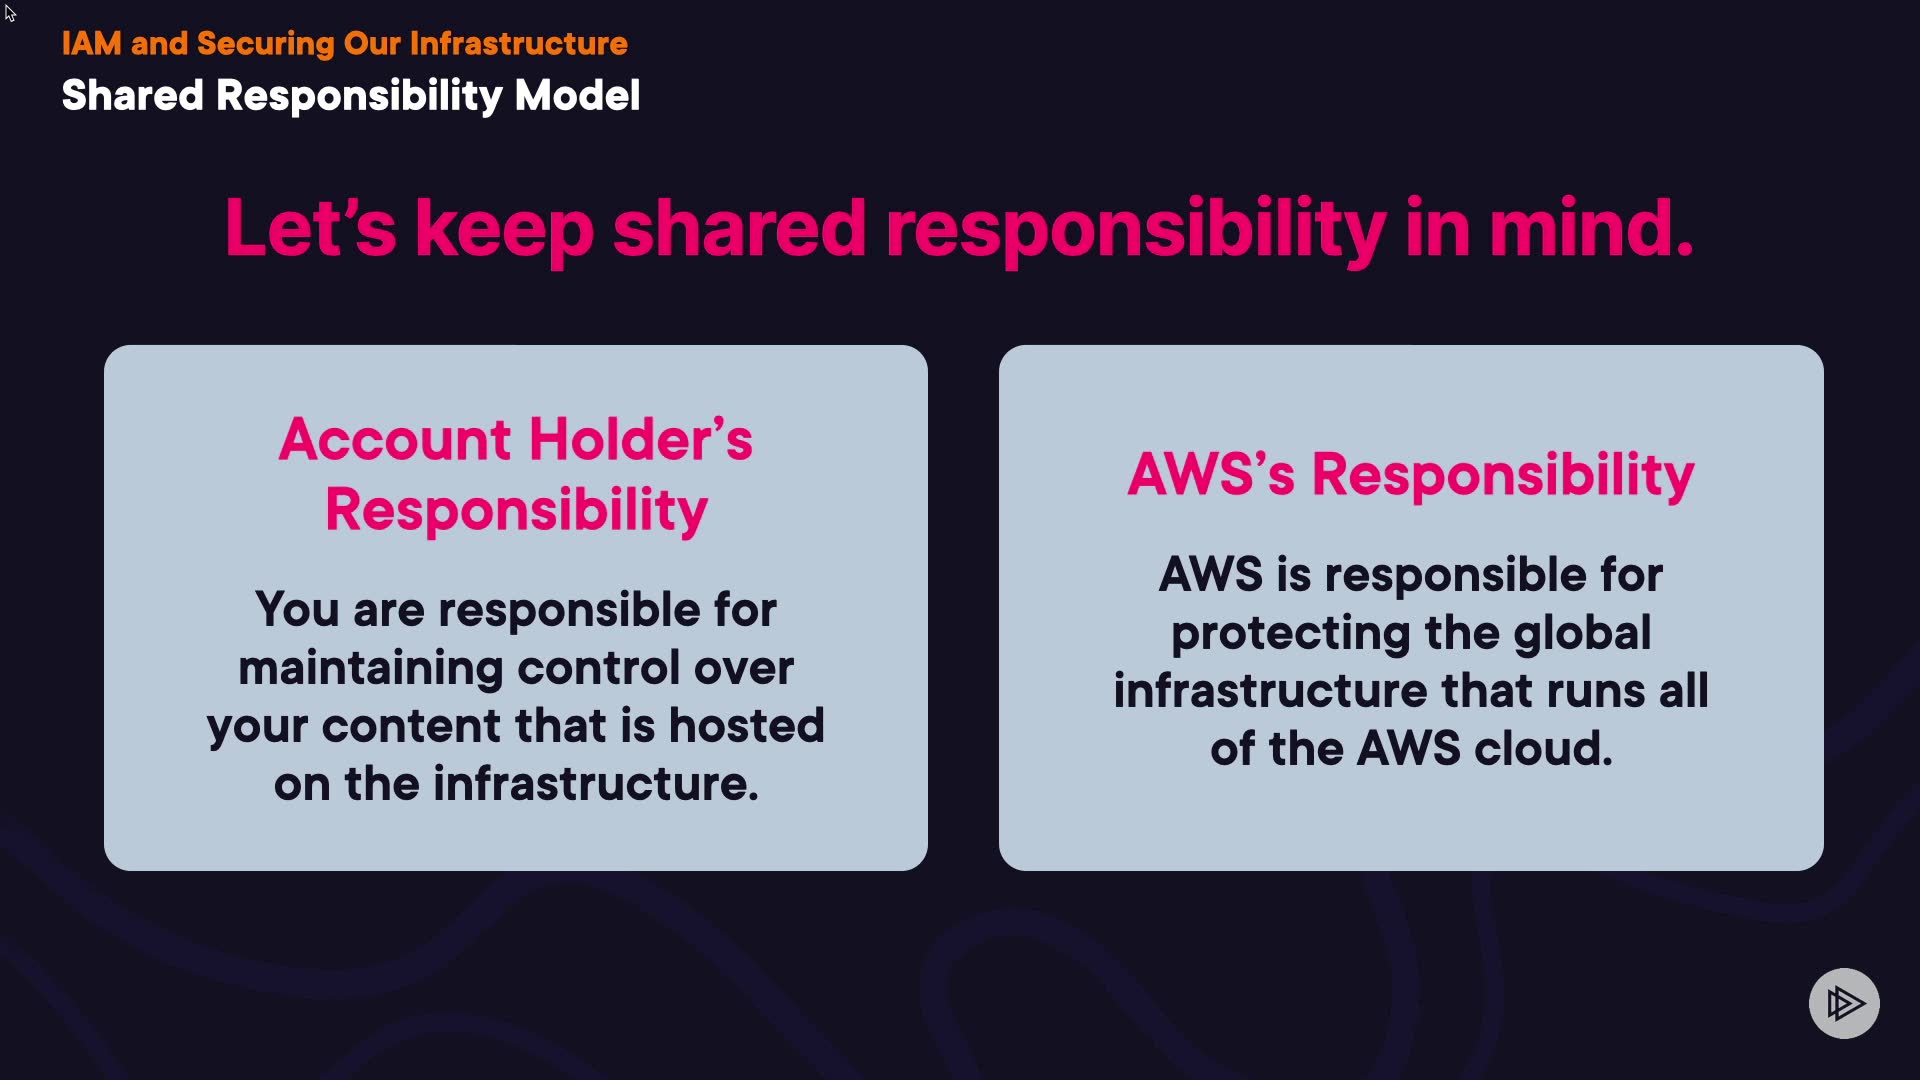 IAM and Securing Our Infrastructure
Shared Responsibility Model
Let’s keep shared responsibility in mind.
Account Holder’s
Responsibility
You are responsible for
maintaining control over
your content that is hosted
on the infrastructure.
AWS’s Responsibility
AWS is responsible for
protecting the global
infrastructure that runs all
of the AWS cloud.